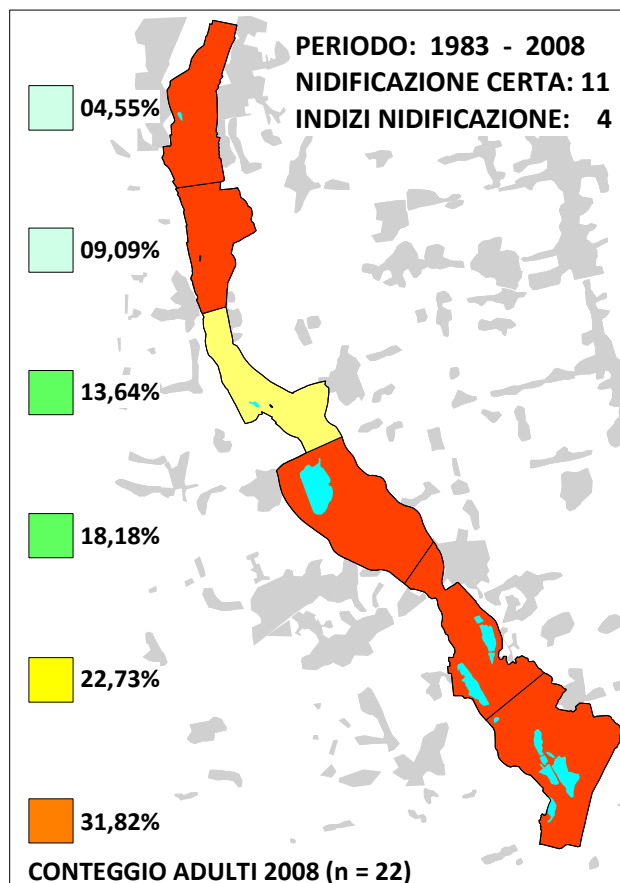 PERIODO: 1983 - 2008
NIDIFICAZIONE CERTA: 11
INDIZI NIDIFICAZIONE: 4
04,55%
09,09%
13,64%
18,18%
22,73%
31,82%
CONTEGGIO ADULTI 2008 (n = 22)